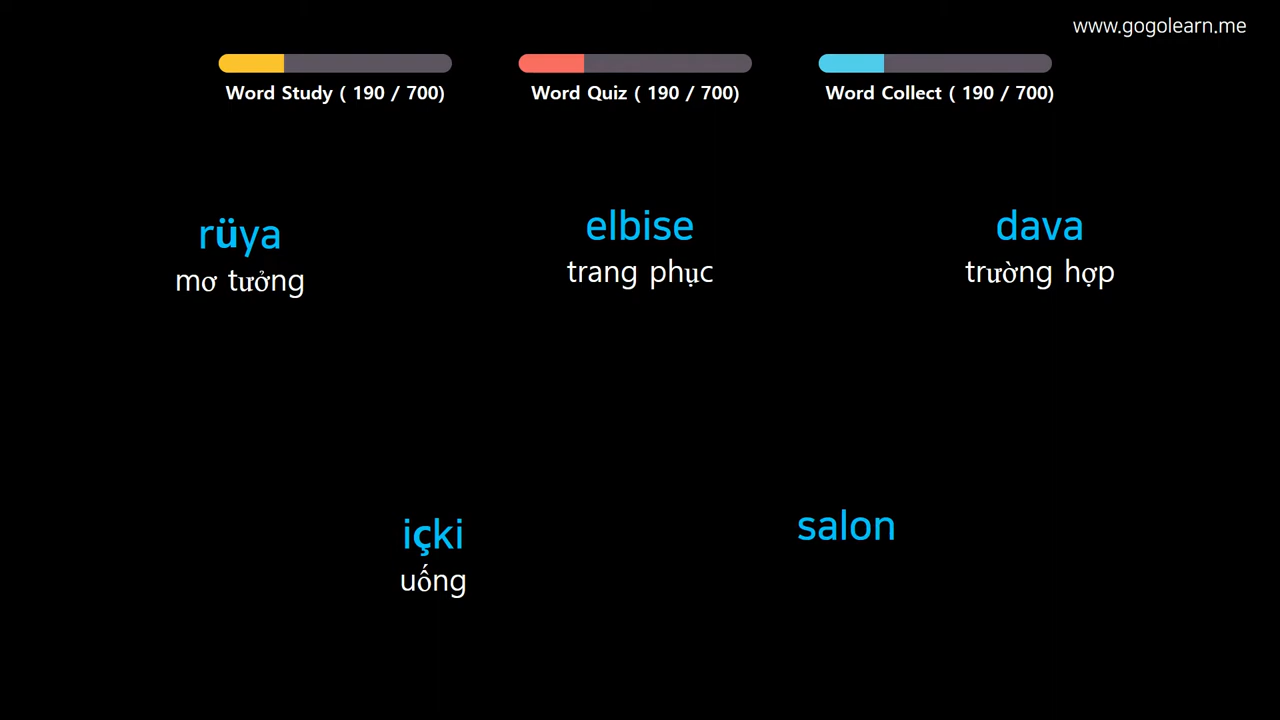 www.gogolearn.me
Word Study ( 190 / 700)
Word Quiz ( 190 / 700)
Word Collect ( 190 / 700)
rüya
mơ tưởng
elbise
trang phục
dava
trường hợp
içki
uống
salon